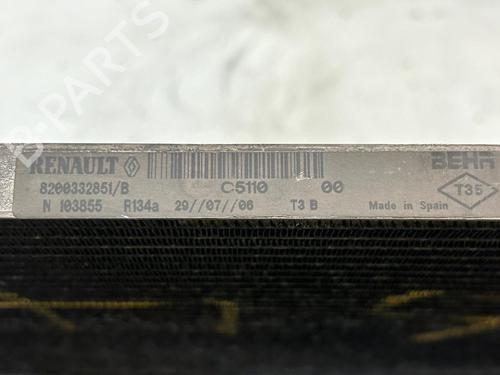 B-PARTS
RENAULT BEHR
8200332851/B C5110 00 T35
N 103855 R134a 29//07//06 T3 B Made in Spain